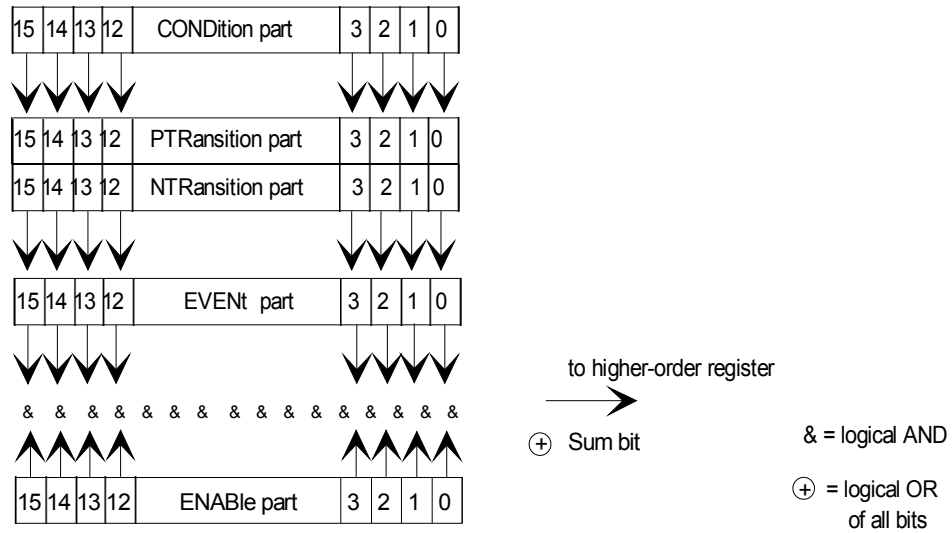 15 14 13 12 CONDition part 3 2 1 0
15 14 13 12 PTRansition part 3 2 1 0
15 14 13 12 NTRansition part 3 2 1 0
15 14 13 12 EVENt part 3 2 1 0
to higher-order register
& & & & & & & & & & & & & & & &
⊕ Sum bit
& = logical AND
⊕ = logical OR
of all bits
15 14 13 12 ENABle part 3 2 1 0